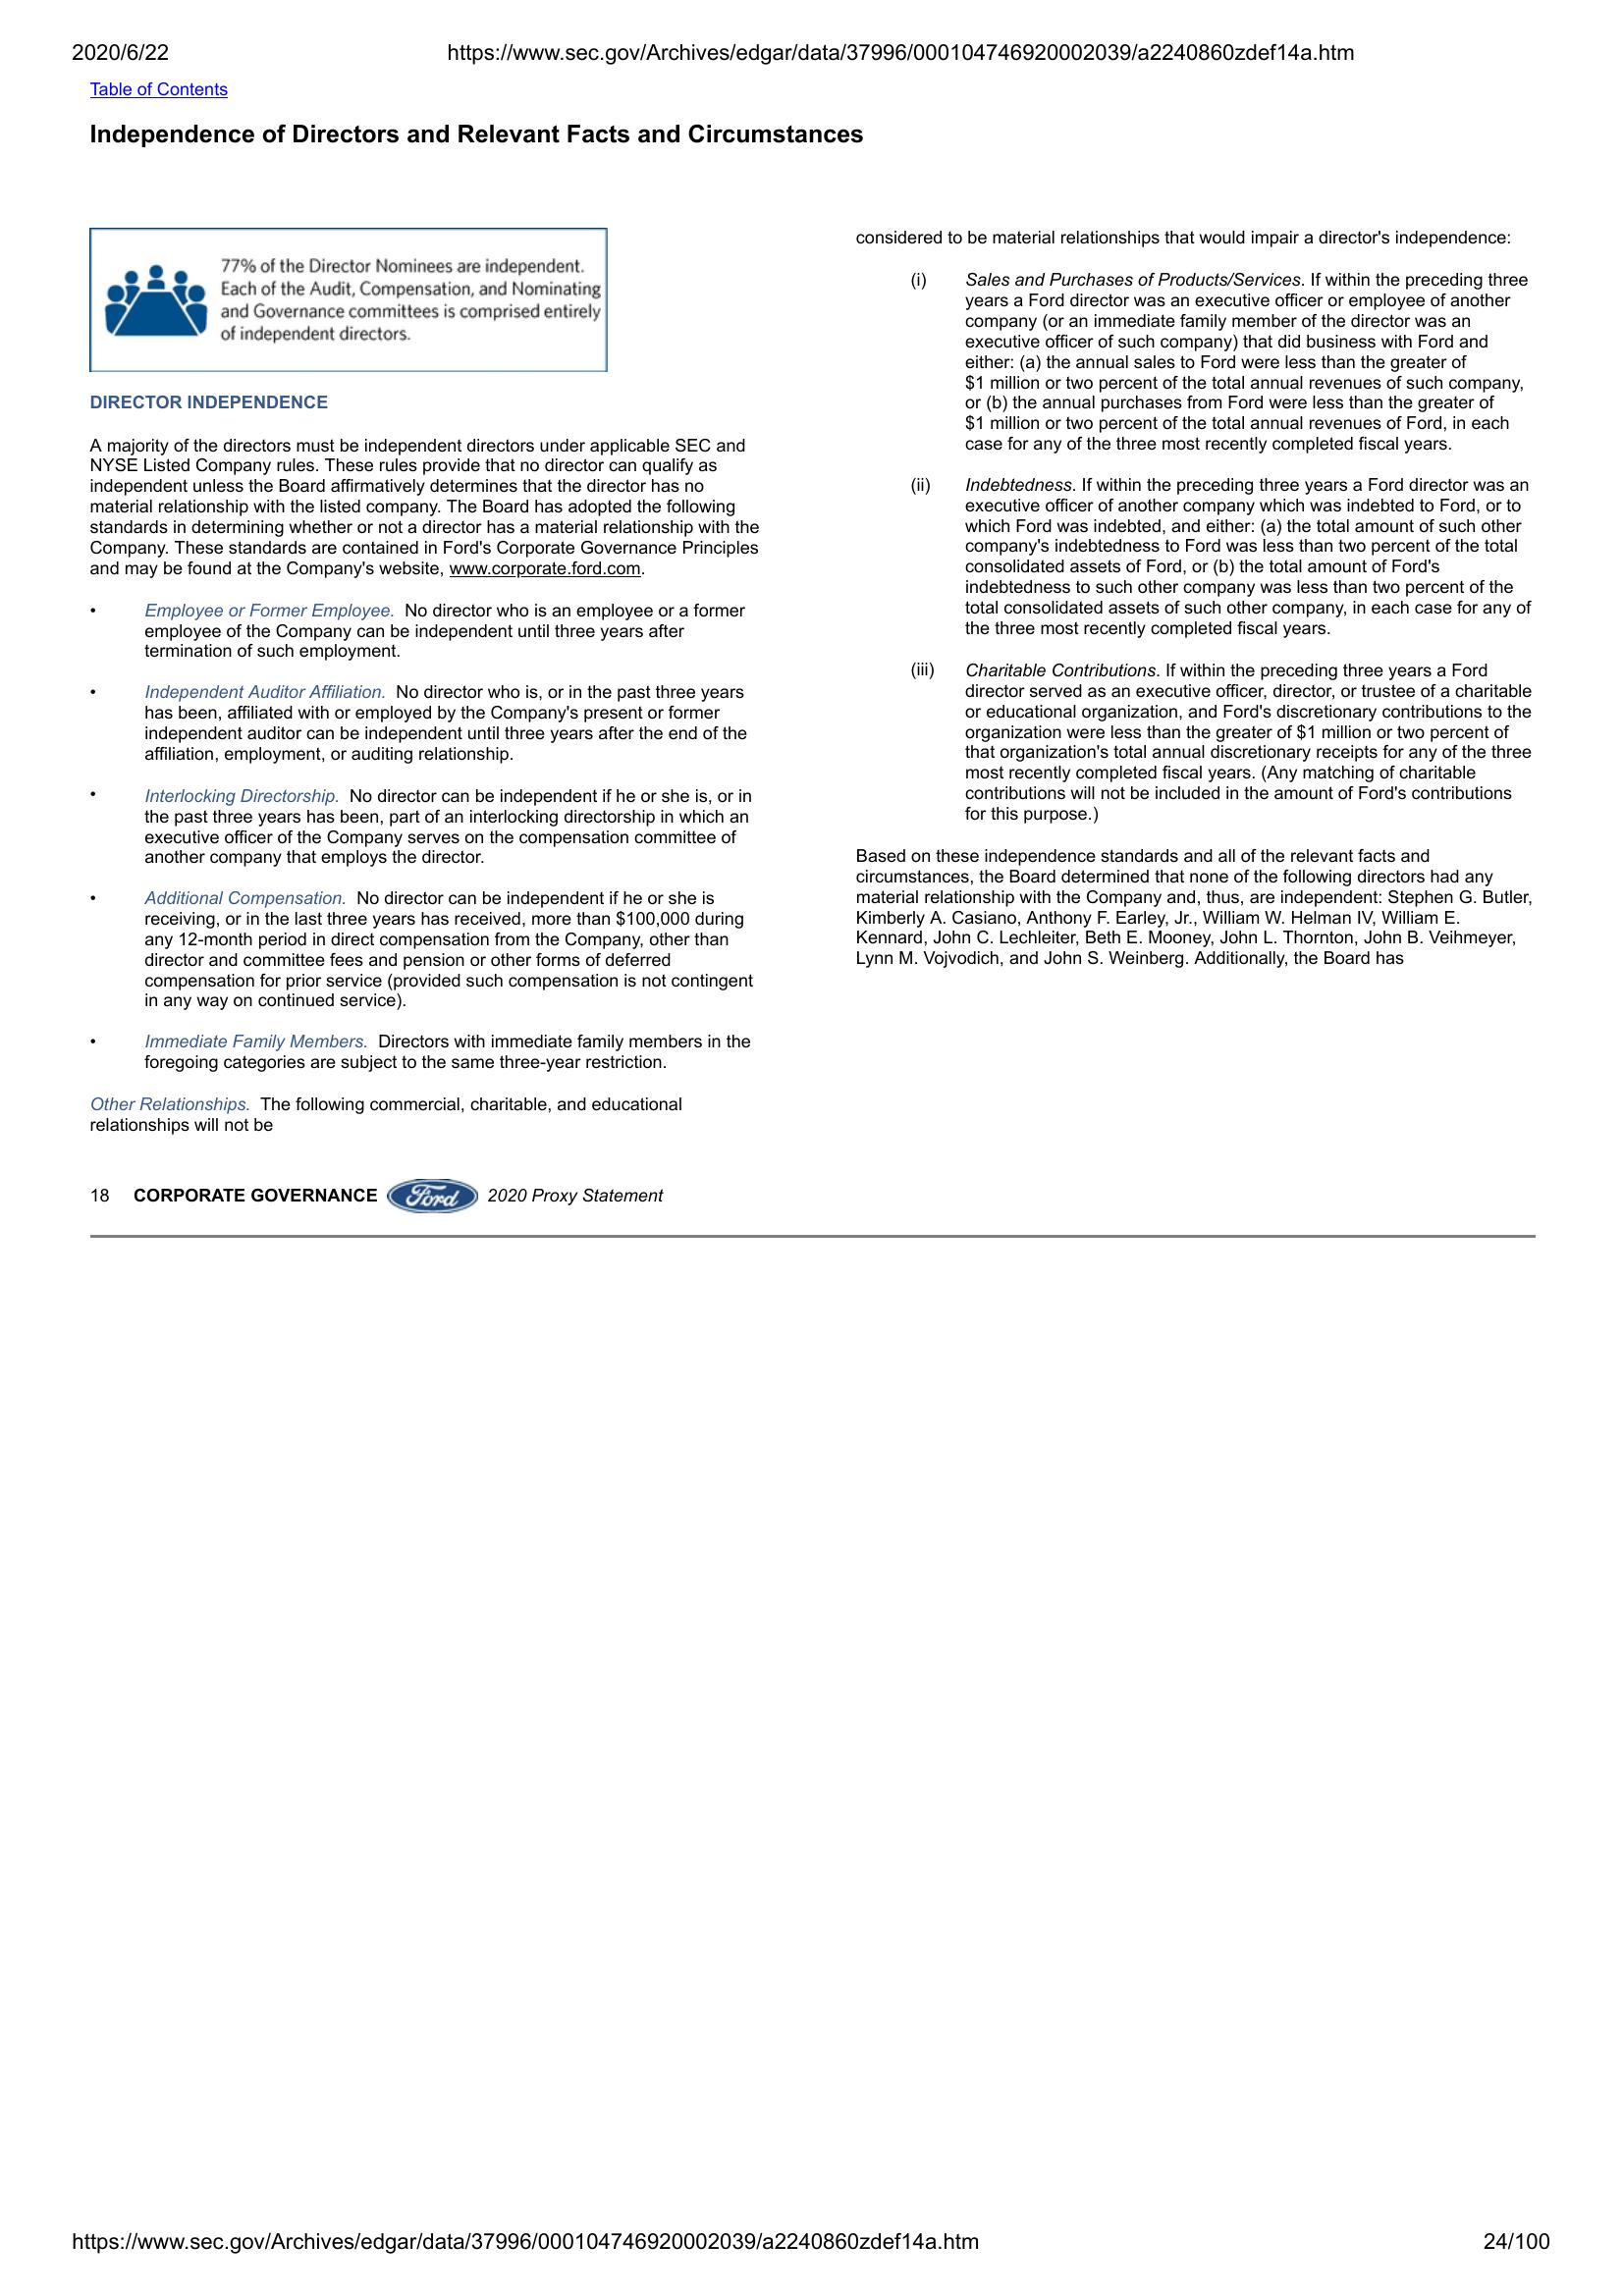 2020/6/22
https://www.sec.gov/Archives/edgar/data/37996/000104746920002039/a2240860zdef14a.htm
Table of Contents
Independence of Directors and Relevant Facts and Circumstances
77% of the Director Nominees are independent.
Each of the Audit, Compensation, and Nominating
and Governance committees is comprised entirely
of independent directors.
DIRECTOR INDEPENDENCE
A majority of the directors must be independent directors under applicable SEC and
NYSE Listed Company rules. These rules provide that no director can qualify as
independent unless the Board affirmatively determines that the director has no
material relationship with the listed company. The Board has adopted the following
standards in determining whether or not a director has a material relationship with the
Company. These standards are contained in Ford's Corporate Governance Principles
and may be found at the Company's website, www.corporate.ford.com.
• Employee or Former Employee. No director who is an employee or a former
employee of the Company can be independent until three years after
termination of such employment.
• Independent Auditor Affiliation. No director who is, or in the past three years
has been, affiliated with or employed by the Company's present or former
independent auditor can be independent until three years after the end of the
affiliation, employment, or auditing relationship.
• Interlocking Directorship. No director can be independent if he or she is, or in
the past three years has been, part of an interlocking directorship in which an
executive officer of the Company serves on the compensation committee of
another company that employs the director.
• Additional Compensation. No director can be independent if he or she is
receiving, or in the last three years has received, more than $100,000 during
any 12-month period in direct compensation from the Company, other than
director and committee fees and pension or other forms of deferred
compensation for prior service (provided such compensation is not contingent
in any way on continued service).
• Immediate Family Members. Directors with immediate family members in the
foregoing categories are subject to the same three-year restriction.
Other Relationships. The following commercial, charitable, and educational
relationships will not be
considered to be material relationships that would impair a director's independence:
(i) Sales and Purchases of Products/Services. If within the preceding three
years a Ford director was an executive officer or employee of another
company (or an immediate family member of the director was an
executive officer of such company) that did business with Ford and
either: (a) the annual sales to Ford were less than the greater of
$1 million or two percent of the total annual revenues of such company,
or (b) the annual purchases from Ford were less than the greater of
$1 million or two percent of the total annual revenues of Ford, in each
case for any of the three most recently completed fiscal years.
(ii) Indebtedness. If within the preceding three years a Ford director was an
executive officer of another company which was indebted to Ford, or to
which Ford was indebted, and either: (a) the total amount of such other
company's indebtedness to Ford was less than two percent of the total
consolidated assets of Ford, or (b) the total amount of Ford's
indebtedness to such other company was less than two percent of the
total consolidated assets of such other company, in each case for any of
the three most recently completed fiscal years.
(iii) Charitable Contributions. If within the preceding three years a Ford
director served as an executive officer, director, or trustee of a charitable
or educational organization, and Ford's discretionary contributions to the
organization were less than the greater of $1 million or two percent of
that organization's total annual discretionary receipts for any of the three
most recently completed fiscal years. (Any matching of charitable
contributions will not be included in the amount of Ford's contributions
for this purpose.)
Based on these independence standards and all of the relevant facts and
circumstances, the Board determined that none of the following directors had any
material relationship with the Company and, thus, are independent: Stephen G. Butler,
Kimberly A. Casiano, Anthony F. Earley, Jr., William W. Helman IV, William E.
Kennard, John C. Lechleiter, Beth E. Mooney, John L. Thornton, John B. Veihmeyer,
Lynn M. Vojvodich, and John S. Weinberg. Additionally, the Board has
18 CORPORATE GOVERNANCE Ford 2020 Proxy Statement
https://www.sec.gov/Archives/edgar/data/37996/000104746920002039/a2240860zdef14a.htm
24/100